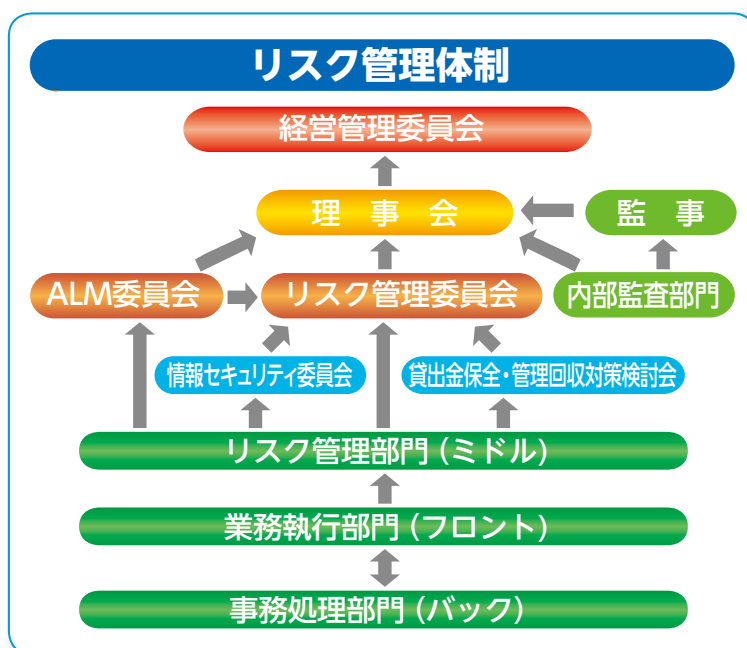 リスク管理体制
経営管理委員会
理事会
監事
ALM委員会
リスク管理委員会
内部監査部門
情報セキュリティ委員会
貸出金保全・管理回収対策検討会
リスク管理部門(ミドル)
業務執行部門(フロント)
事務処理部門(バック)